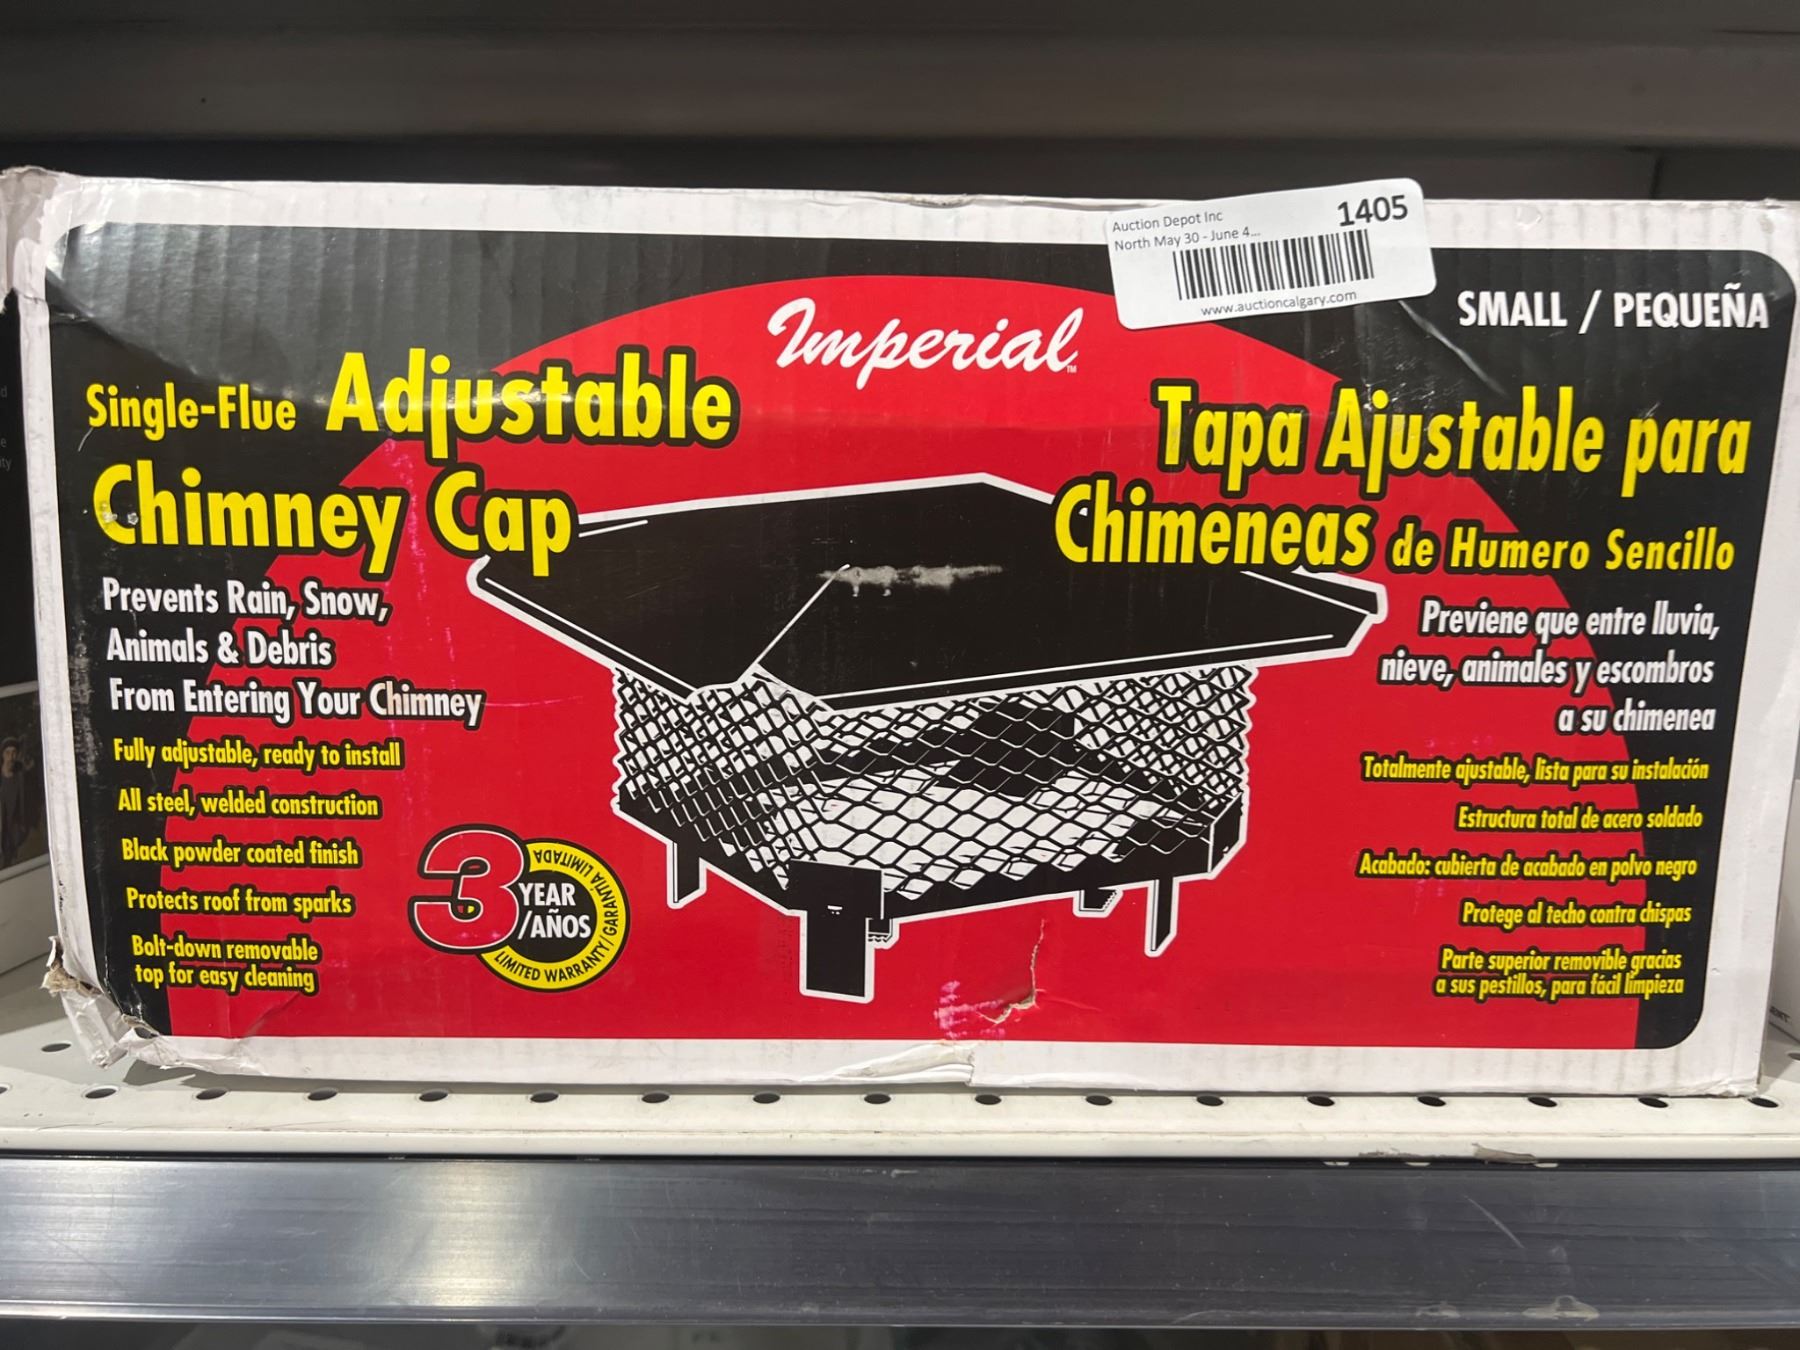 Auction Depot Inc
1405
North May 30 - June 4...
www.auctioncalgary.com
SMALL / PEQUEÑA
Imperial™
Single-Flue Adjustable
Chimney Cap
Prevents Rain, Snow,
Animals & Debris
From Entering Your Chimney
Fully adjustable, ready to install
All steel, welded construction
Black powder coated finish
Protects roof from sparks
Bolt-down removable
top for easy cleaning
3 YEAR
/AÑOS
LIMITED WARRANTY/GARANTÍA LIMITADA
Tapa Ajustable para
Chimeneas de Humero Sencillo
Previene que entre lluvia,
nieve, animales y escombros
a su chimenea
Totalmente ajustable, lista para su instalación
Estructura total de acero soldado
Acabado: cubierta de acabado en polvo negro
Protege al techo contra chispas
Parte superior removible gracias
a sus pestillos, para fácil limpieza